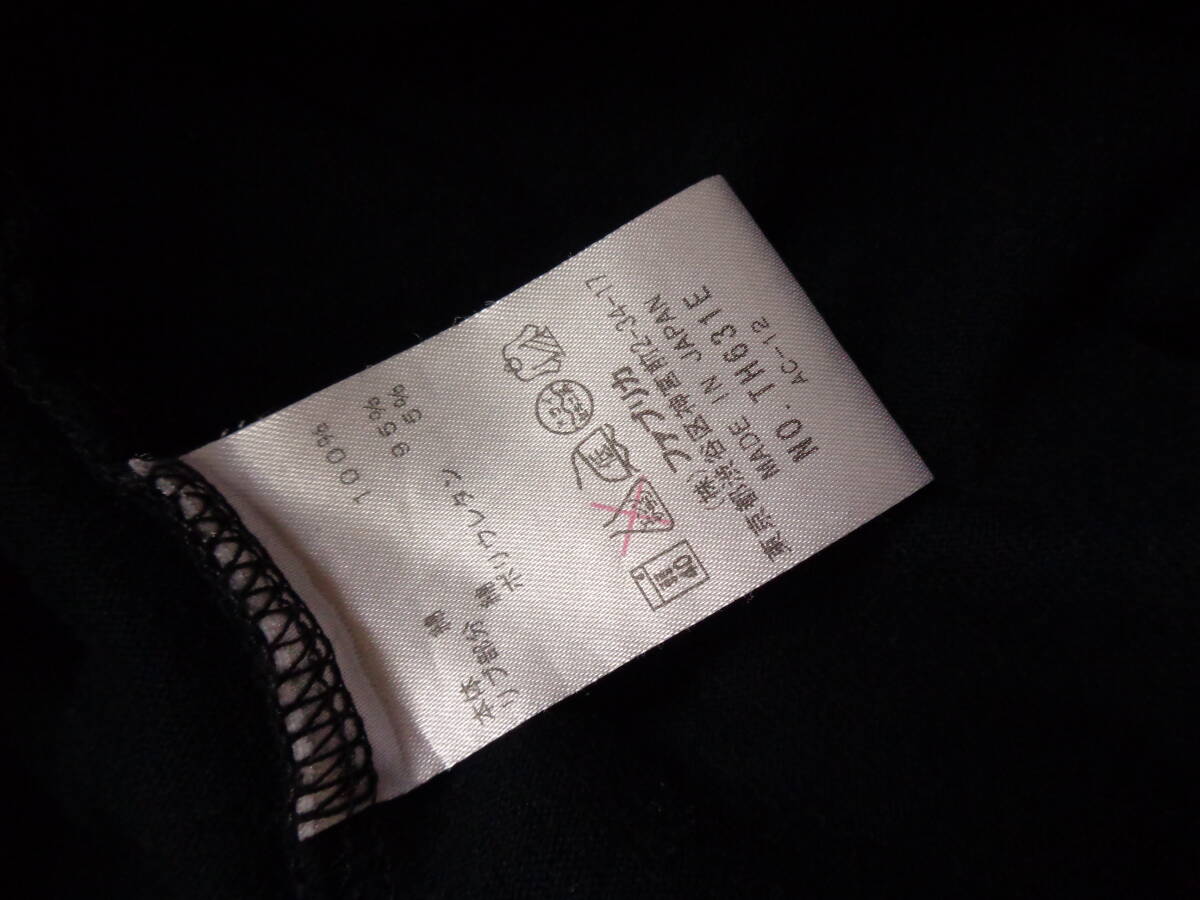 本体 綿 100%
リブ部分 綿 95%
ポリウレタン 5%
40
(株)ファブリカ
東京都渋谷区神宮前2-34-17
MADE IN JAPAN
NO.TH631E
AC-12